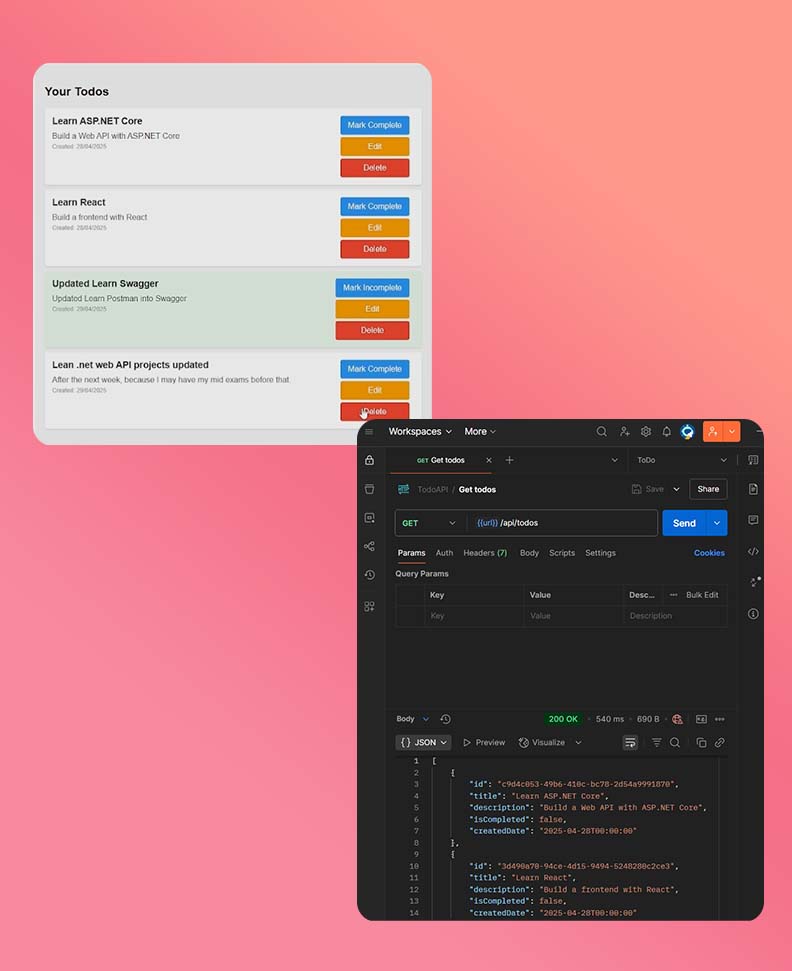 Your Todos
Learn ASP.NET Core
Build a Web API with ASP.NET Core
Created: 28/04/2025
Mark Complete
Edit
Delete
Learn React
Build a frontend with React
Created: 28/04/2025
Mark Complete
Edit
Delete
Updated Learn Swagger
Updated Learn Postman into Swagger
Created: 29/04/2025
Mark Incomplete
Edit
Delete
Lean .net web API projects updated
After the next week, because I may have my mid exams before that.
Created: 29/04/2025
Mark Complete
Edit
Delete
Workspaces More
GET Get todos ToDo
TodoAPI / Get todos Save Share
GET {{url}} /api/todos Send
Params Auth Headers (7) Body Scripts Settings Cookies
Query Params
Key Value Desc... Bulk Edit
Key Value Description
Body 200 OK • 540 ms • 690 B
{} JSON Preview Visualize
1 [
2 {
3 "id": "c9d4c053-49b6-410c-bc78-2d54a9991870",
4 "title": "Learn ASP.NET Core",
5 "description": "Build a Web API with ASP.NET Core",
6 "isCompleted": false,
7 "createdDate": "2025-04-28T00:00:00"
8 },
9 {
10 "id": "3d490a70-94ce-4d15-9494-5248280c2ce3",
11 "title": "Learn React",
12 "description": "Build a frontend with React",
13 "isCompleted": false,
14 "createdDate": "2025-04-28T00:00:00"